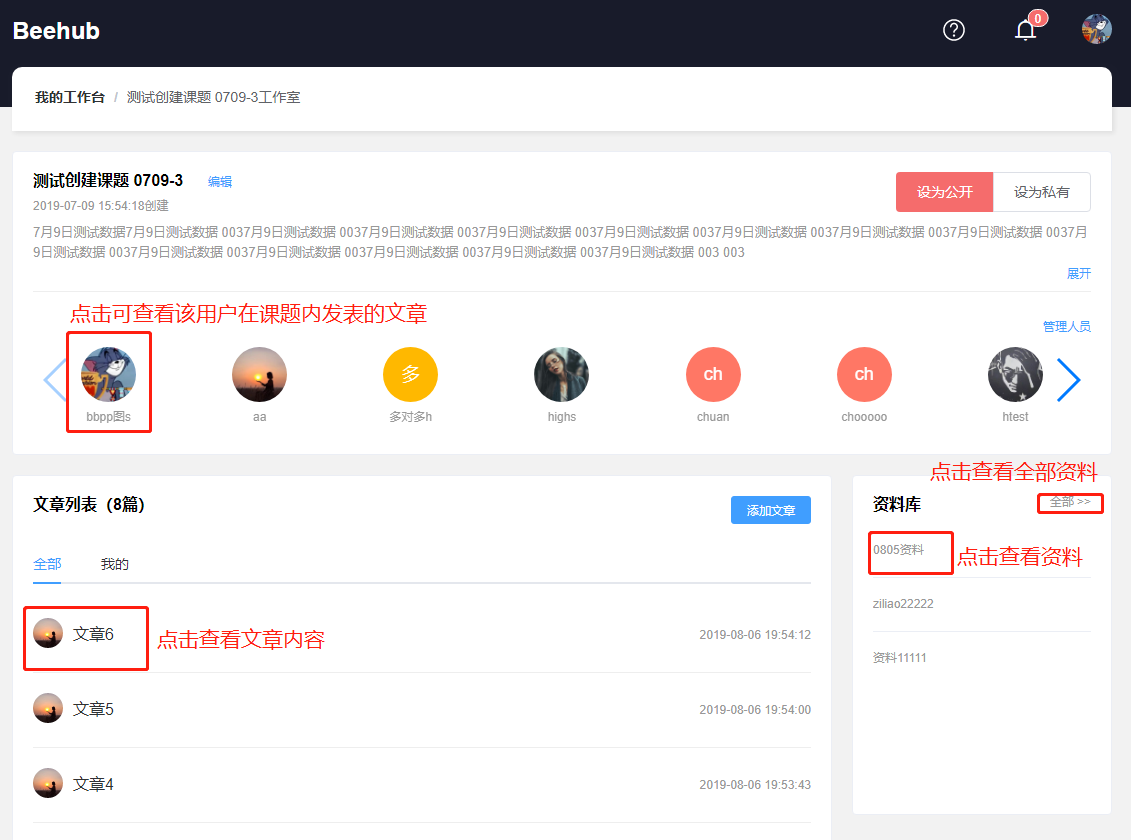 Beehub
0
我的工作台 / 测试创建课题 0709-3工作室
测试创建课题 0709-3 编辑
设为公开 设为私有
2019-07-09 15:54:18创建
7月9日测试数据7月9日测试数据 0037月9日测试数据 0037月9日测试数据 0037月9日测试数据 0037月9日测试数据 0037月9日测试数据 0037月9日测试数据 0037月9日测试数据 0037月
9日测试数据 0037月9日测试数据 0037月9日测试数据 0037月9日测试数据 0037月9日测试数据 0037月9日测试数据 003 003
展开
点击可查看该用户在课题内发表的文章
管理人员
多 ch ch
bbpp图s aa 多对多h highs chuan chooooo htest
点击查看全部资料
文章列表（8篇） 添加文章
资料库 全部 >>
0805资料 点击查看资料
全部 我的
ziliao22222
文章6 点击查看文章内容 2019-08-06 19:54:12
资料11111
文章5 2019-08-06 19:54:00
文章4 2019-08-06 19:53:43